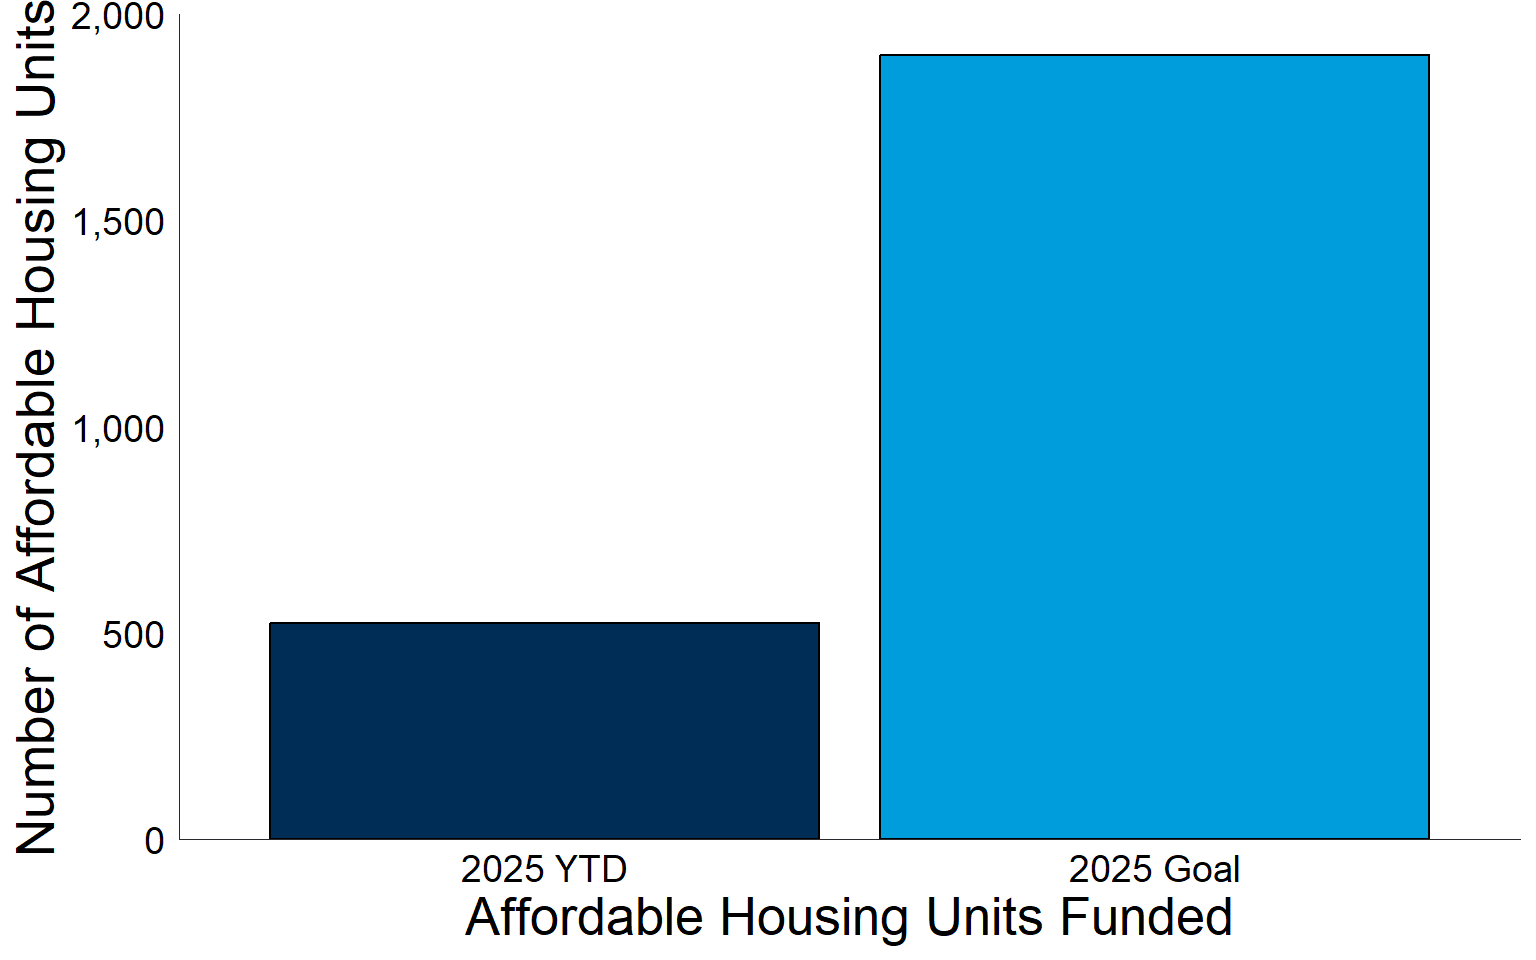 Number of Affordable Housing Units
2,000
1,500
1,000
500
0
2025 YTD
2025 Goal
Affordable Housing Units Funded